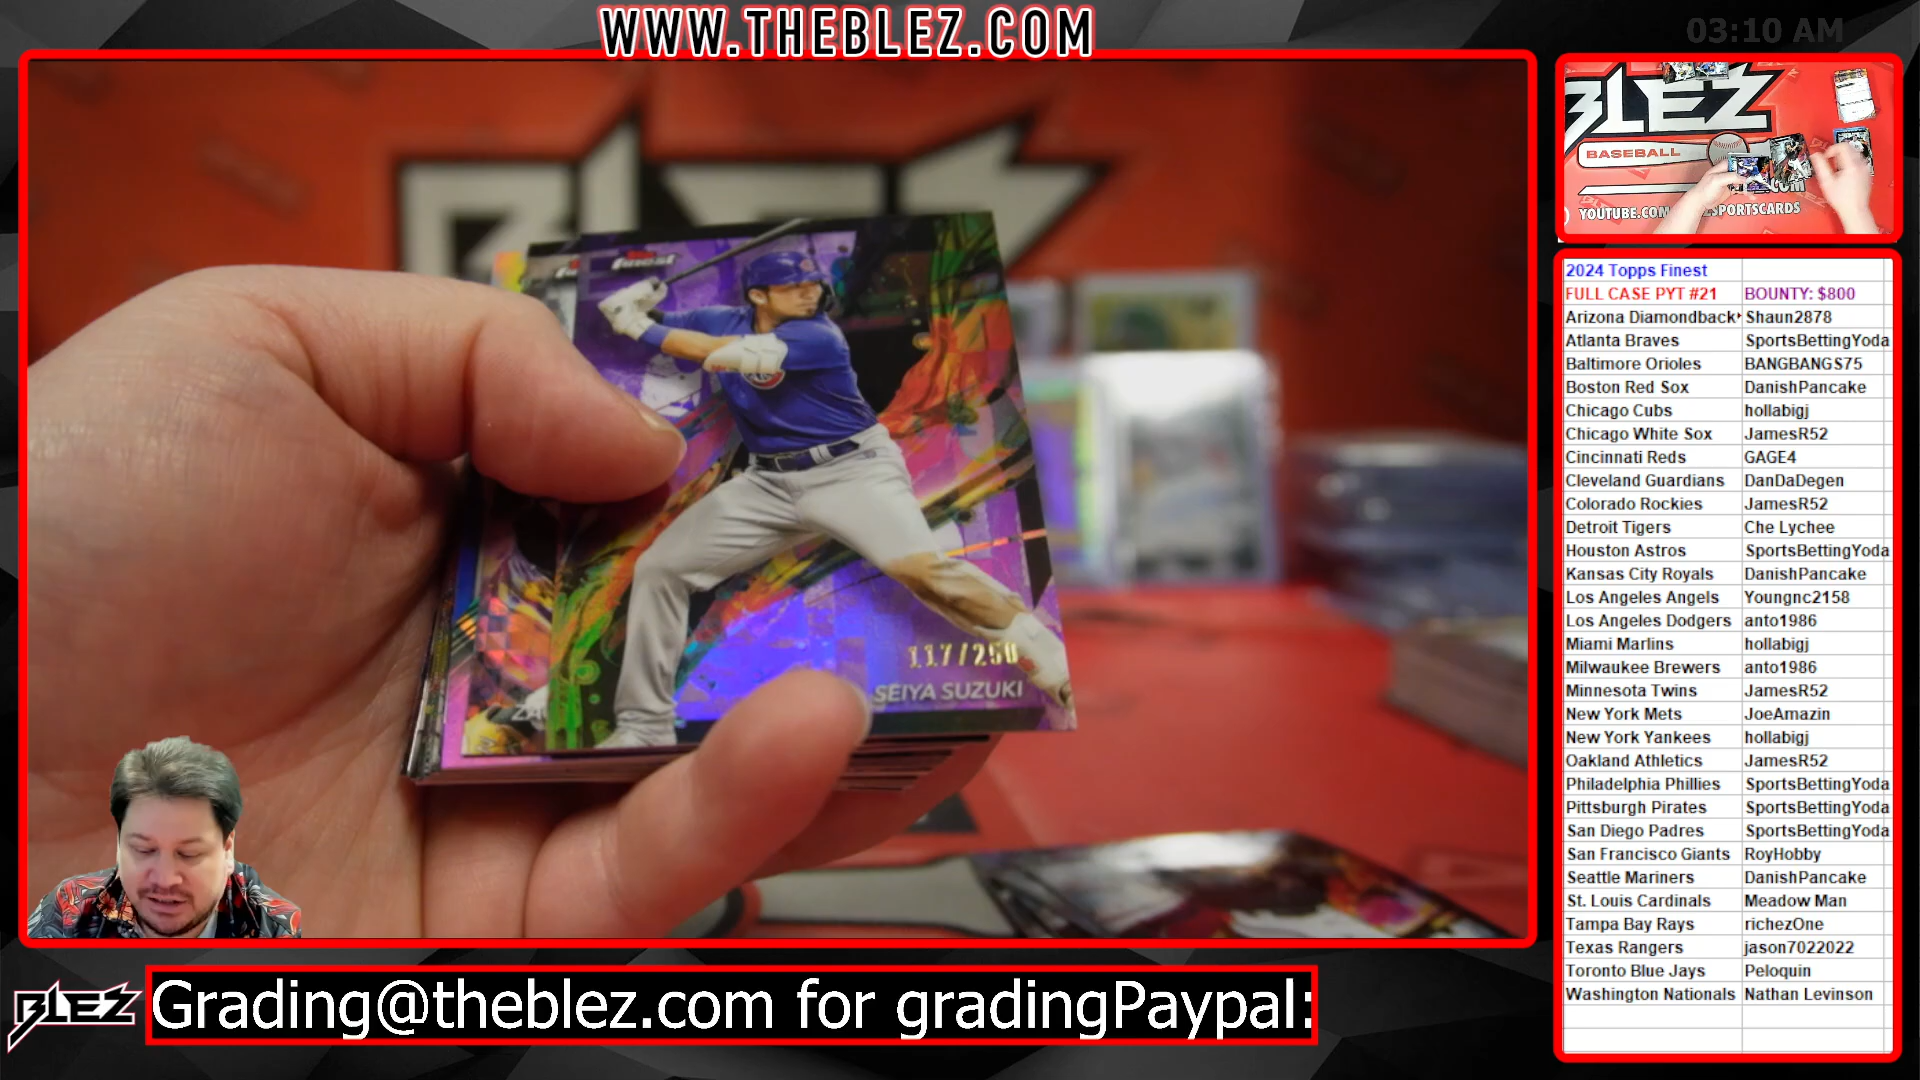 WWW.THEBLEZ.COM
03:10 AM
BLEZ
BASEBALL
YOUTUBE.COM
SPORTSCARDS
finest
117/250
SEIYA SUZUKI
ZA
2024 Topps Finest
FULL CASE PYT #21 BOUNTY: $800
Arizona Diamondback Shaun2878
Atlanta Braves SportsBettingYoda
Baltimore Orioles BANGBANGS75
Boston Red Sox DanishPancake
Chicago Cubs hollabigj
Chicago White Sox JamesR52
Cincinnati Reds GAGE4
Cleveland Guardians DanDaDegen
Colorado Rockies JamesR52
Detroit Tigers Che Lychee
Houston Astros SportsBettingYoda
Kansas City Royals DanishPancake
Los Angeles Angels Youngnc2158
Los Angeles Dodgers anto1986
Miami Marlins hollabigj
Milwaukee Brewers anto1986
Minnesota Twins JamesR52
New York Mets JoeAmazin
New York Yankees hollabigj
Oakland Athletics JamesR52
Philadelphia Phillies SportsBettingYoda
Pittsburgh Pirates SportsBettingYoda
San Diego Padres SportsBettingYoda
San Francisco Giants RoyHobby
Seattle Mariners DanishPancake
St. Louis Cardinals Meadow Man
Tampa Bay Rays richezOne
Texas Rangers jason7022022
Toronto Blue Jays Peloquin
Washington Nationals Nathan Levinson
BLEZ
Grading@theblez.com for gradingPaypal: